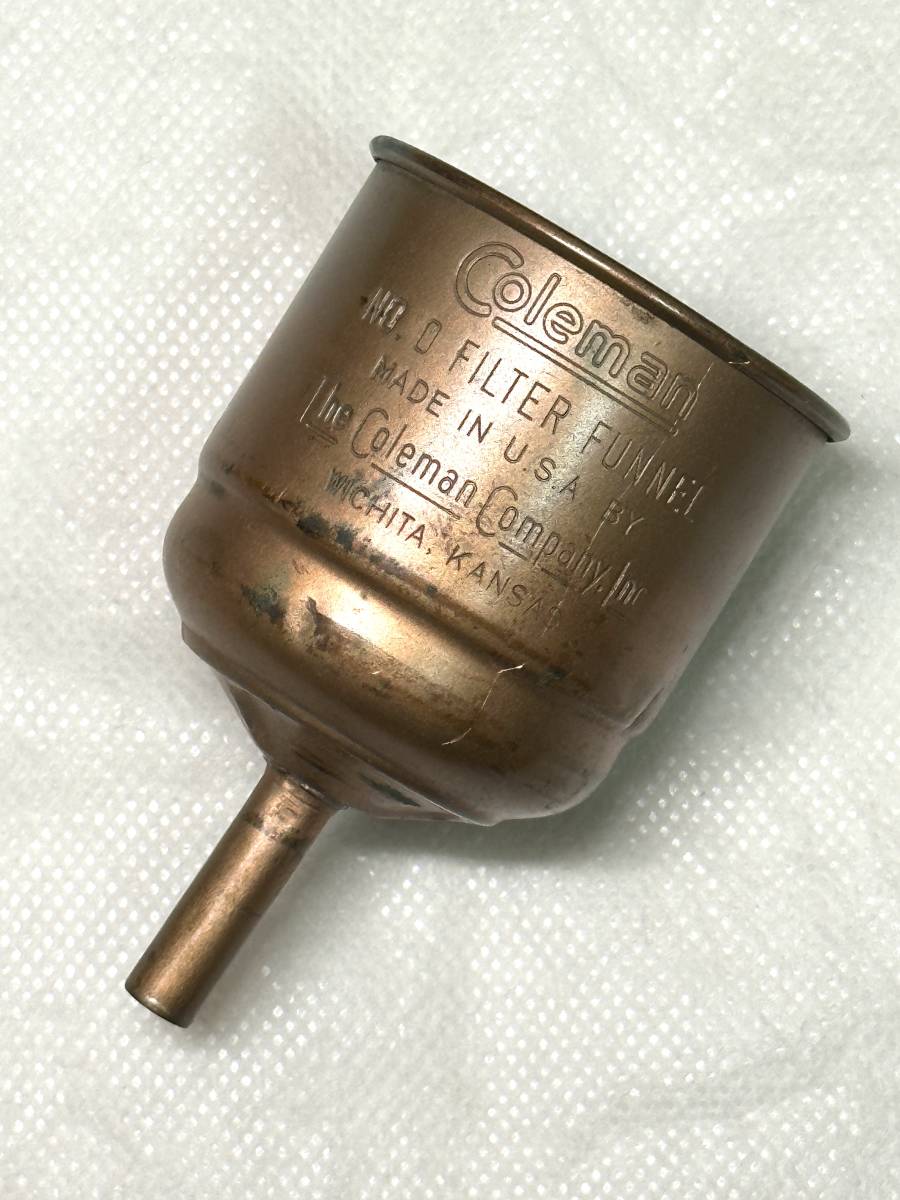 Coleman
NO. 0 FILTER FUNNEL
MADE IN U.S.A. BY
The Coleman Company, Inc
WICHITA, KANSAS